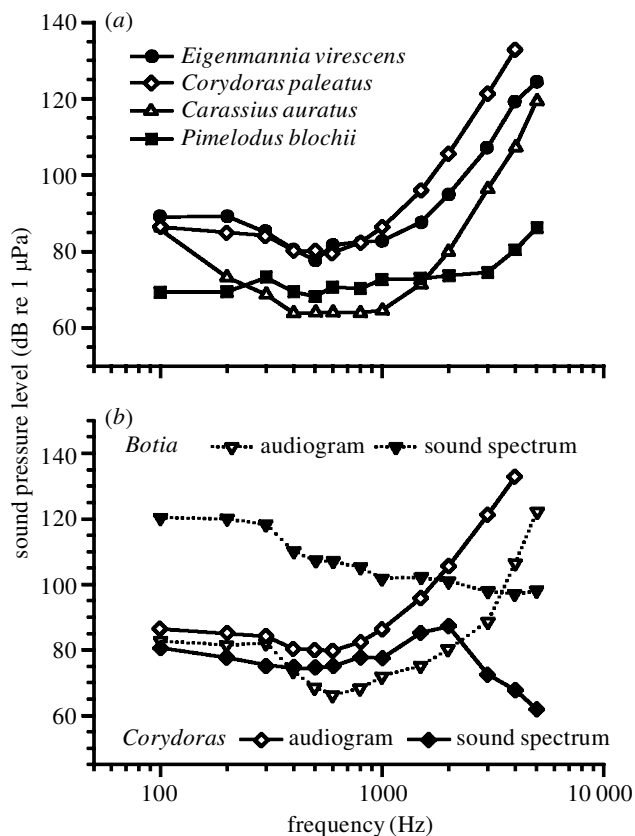 (a)
140
120
100
80
60
Eigenmannia virescens
Corydoras paleatus
Carassius auratus
Pimelodus blochii
sound pressure level (dB re 1 μPa)
(b)
Botia audiogram sound spectrum
140
120
100
80
60
Corydoras audiogram sound spectrum
100 1000 10 000
frequency (Hz)